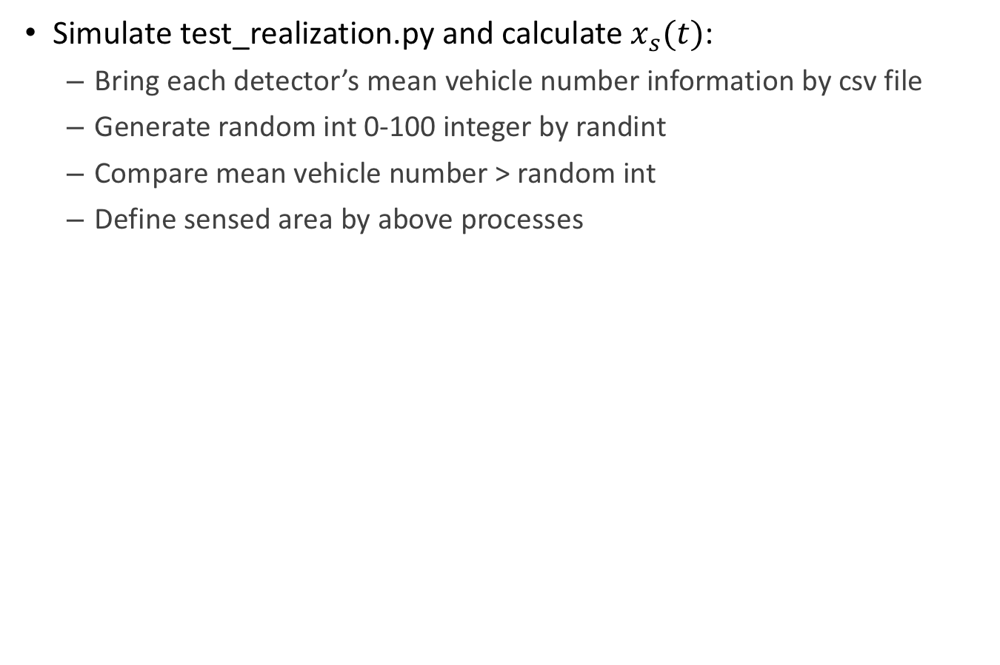 • Simulate test_realization.py and calculate $x_s(t)$:
– Bring each detector’s mean vehicle number information by csv file
– Generate random int 0-100 integer by randint
– Compare mean vehicle number > random int
– Define sensed area by above processes